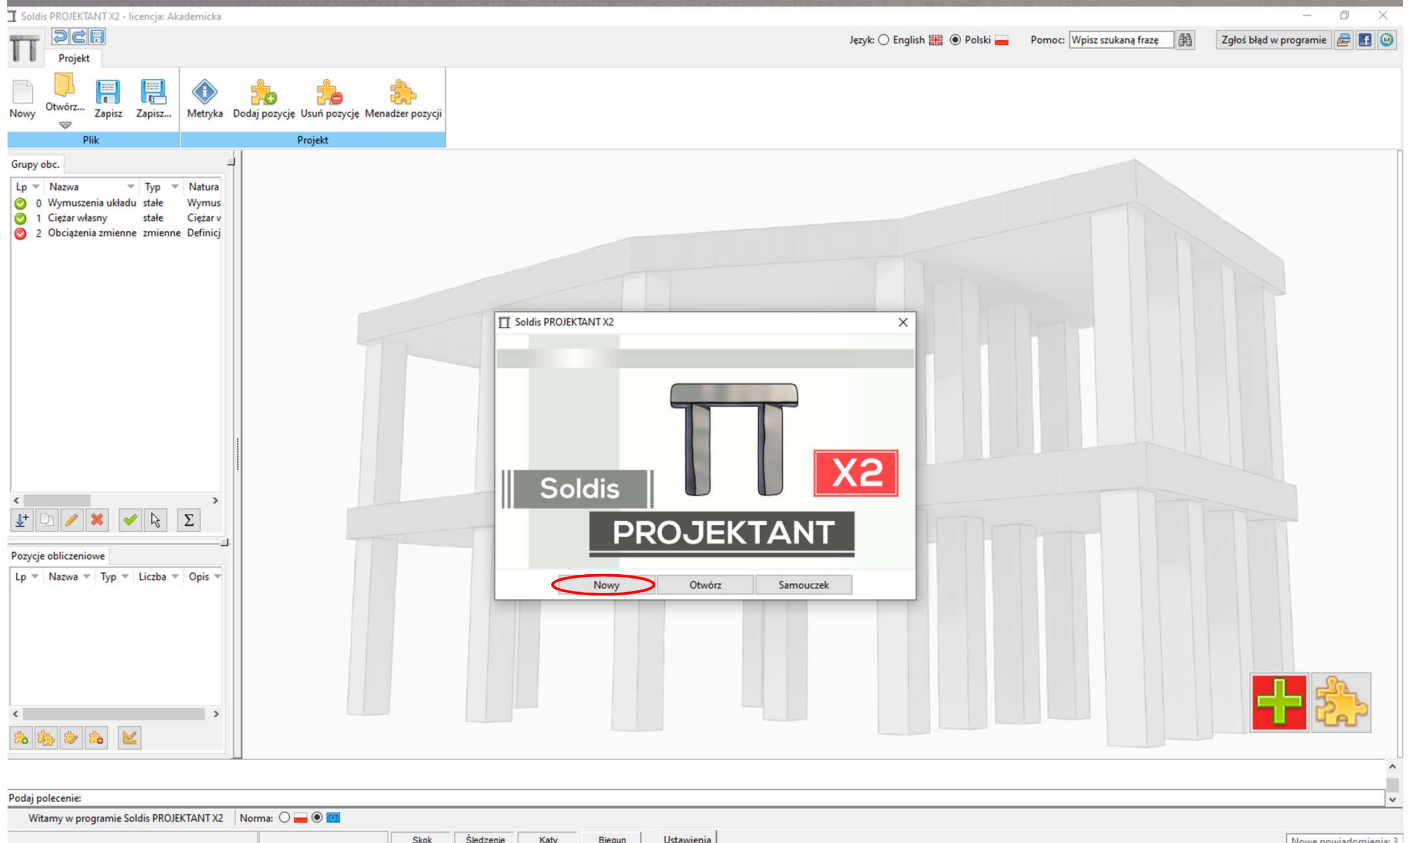 Soldis PROJEKTANT X2 - licencja: Akademicka
Język: English Polski Pomoc: Wpisz szukaną frazę Zgłoś błąd w programie
Projekt
Nowy Otwórz... Zapisz Zapisz... Metryka Dodaj pozycję Usuń pozycję Menadżer pozycji
Plik Projekt
Grupy obc.
Lp Nazwa Typ Natura
0 Wymuszenia układu stałe Wymus
1 Ciężar własny stałe Ciężar w
2 Obciążenia zmienne zmienne Definicj
Soldis PROJEKTANT X2
X2
Soldis
PROJEKTANT
Nowy Otwórz Samouczek
Pozycje obliczeniowe
Lp Nazwa Typ Liczba Opis
Podaj polecenie:
Witamy w programie Soldis PROJEKTANT X2 Norma:
Skok Śledzenie Kąty Biegun Ustawienia Nowe powiadomienia: 3